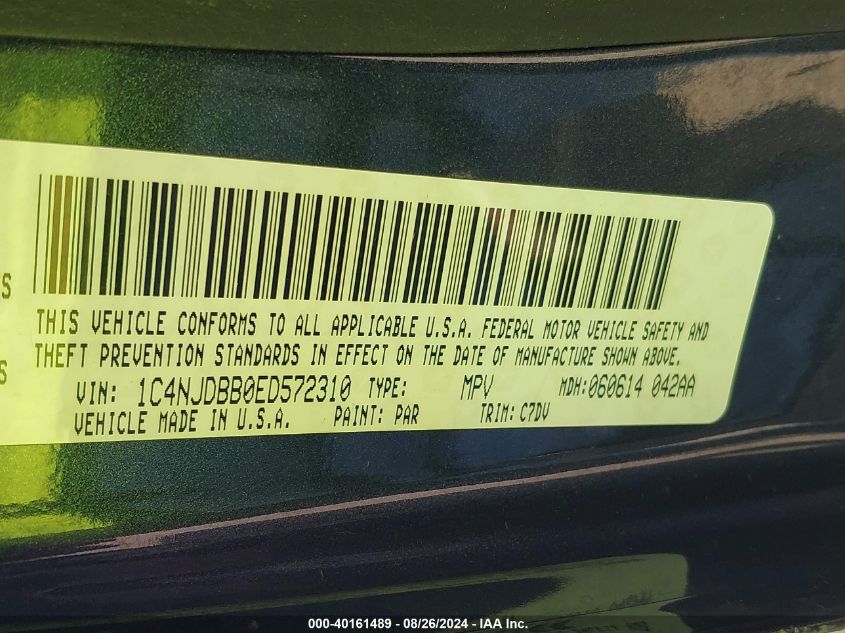 S
THIS VEHICLE CONFORMS TO ALL APPLICABLE U.S.A. FEDERAL MOTOR VEHICLE SAFETY AND
S THEFT PREVENTION STANDARDS IN EFFECT ON THE DATE OF MANUFACTURE SHOWN ABOVE.
VIN: 1C4NJDBB0ED572310 TYPE: MPV MDH:060614 042AA
VEHICLE MADE IN U.S.A. PAINT: PAR TRIM: C7DV
000-40161489 - 08/26/2024 - IAA Inc.